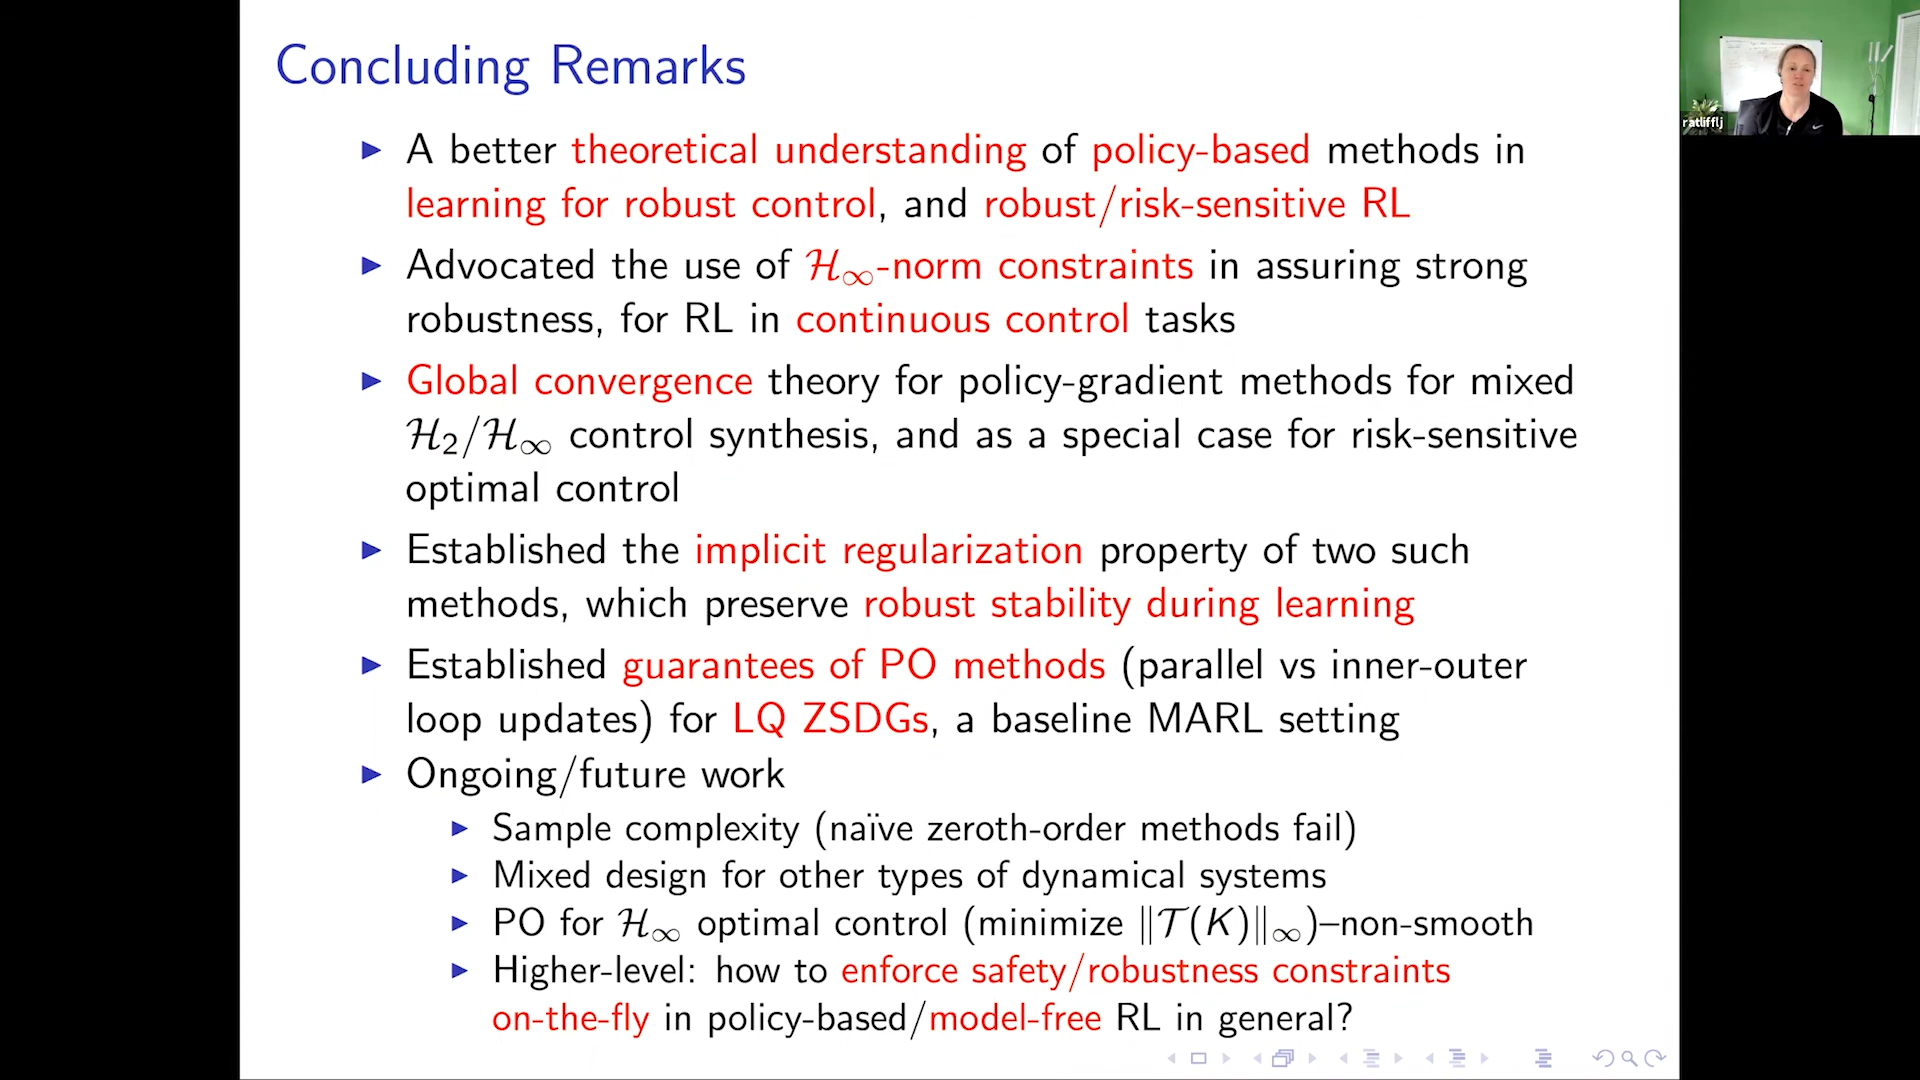 Concluding Remarks
A better theoretical understanding of policy-based methods in
learning for robust control, and robust/risk-sensitive RL
Advocated the use of ℋ∞-norm constraints in assuring strong
robustness, for RL in continuous control tasks
Global convergence theory for policy-gradient methods for mixed
ℋ₂/ℋ∞ control synthesis, and as a special case for risk-sensitive
optimal control
Established the implicit regularization property of two such
methods, which preserve robust stability during learning
Established guarantees of PO methods (parallel vs inner-outer
loop updates) for LQ ZSDGs, a baseline MARL setting
Ongoing/future work
Sample complexity (naïve zeroth-order methods fail)
Mixed design for other types of dynamical systems
PO for ℋ∞ optimal control (minimize ‖𝒯(K)‖∞)–non-smooth
Higher-level: how to enforce safety/robustness constraints
on-the-fly in policy-based/model-free RL in general?
ratlifflj